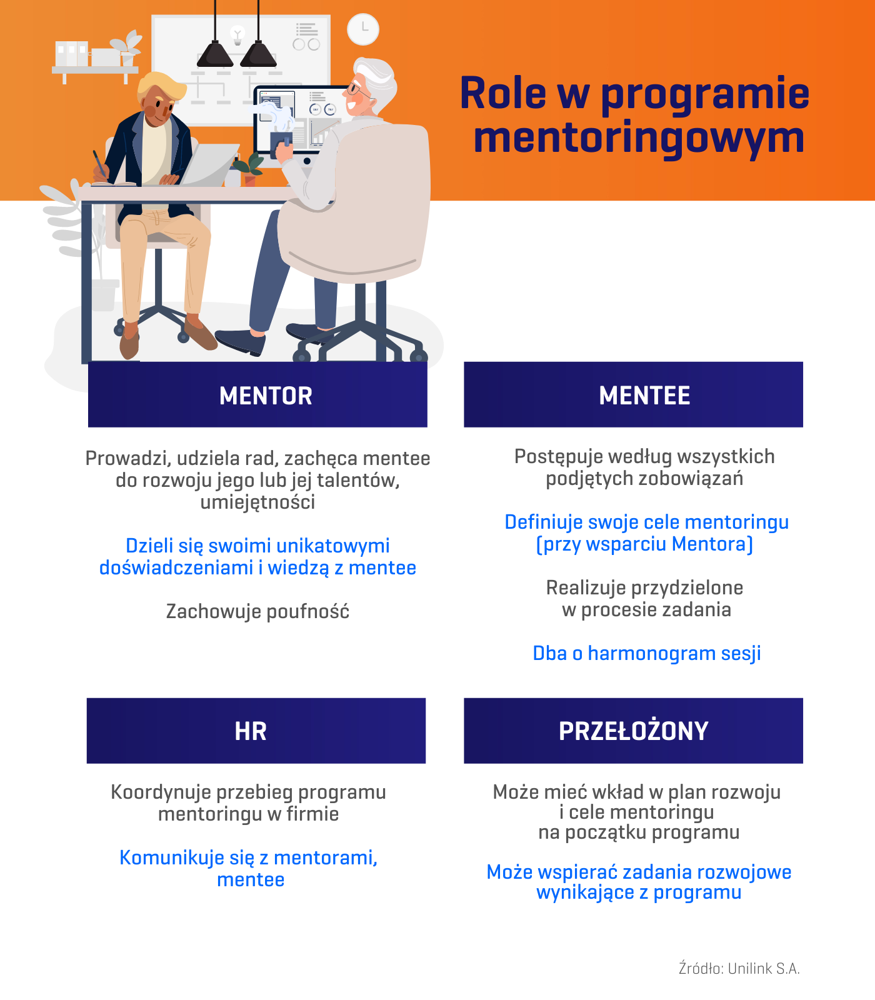 Role w programie
mentoringowym
MENTOR
Prowadzi, udziela rad, zachęca mentee
do rozwoju jego lub jej talentów,
umiejętności
Dzieli się swoimi unikatowymi
doświadczeniami i wiedzą z mentee
Zachowuje poufność
MENTEE
Postępuje według wszystkich
podjętych zobowiązań
Definiuje swoje cele mentoringu
(przy wsparciu Mentora)
Realizuje przydzielone
w procesie zadania
Dba o harmonogram sesji
HR
Koordynuje przebieg programu
mentoringu w firmie
Komunikuje się z mentorami,
mentee
PRZEŁOŻONY
Może mieć wkład w plan rozwoju
i cele mentoringu
na początku programu
Może wspierać zadania rozwojowe
wynikające z programu
Źródło: Unilink S.A.